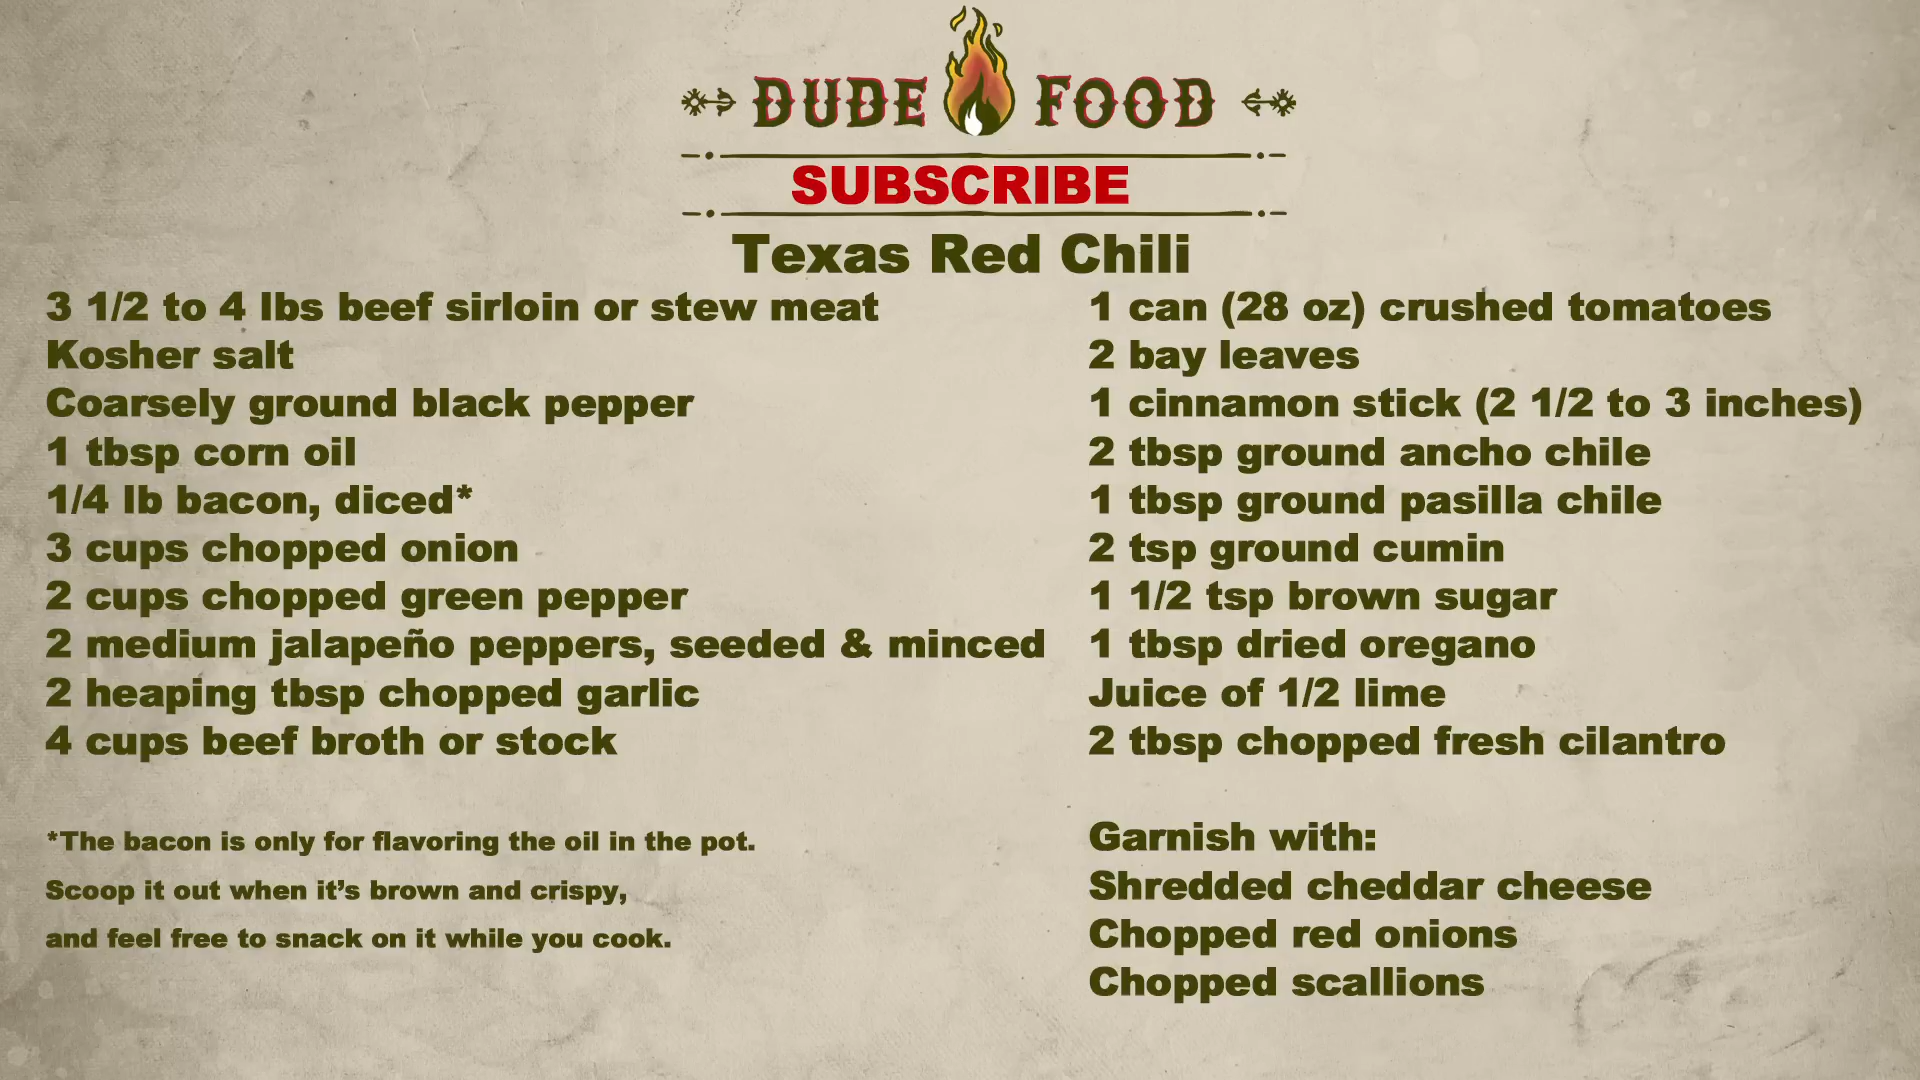 DUDE FOOD
SUBSCRIBE
Texas Red Chili
3 1/2 to 4 lbs beef sirloin or stew meat
Kosher salt
Coarsely ground black pepper
1 tbsp corn oil
1/4 lb bacon, diced*
3 cups chopped onion
2 cups chopped green pepper
2 medium jalapeño peppers, seeded & minced
2 heaping tbsp chopped garlic
4 cups beef broth or stock
*The bacon is only for flavoring the oil in the pot.
Scoop it out when it’s brown and crispy,
and feel free to snack on it while you cook.
1 can (28 oz) crushed tomatoes
2 bay leaves
1 cinnamon stick (2 1/2 to 3 inches)
2 tbsp ground ancho chile
1 tbsp ground pasilla chile
2 tsp ground cumin
1 1/2 tsp brown sugar
1 tbsp dried oregano
Juice of 1/2 lime
2 tbsp chopped fresh cilantro
Garnish with:
Shredded cheddar cheese
Chopped red onions
Chopped scallions